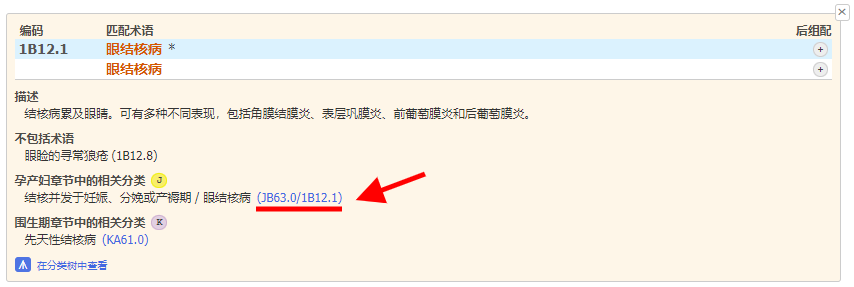 编码 匹配术语 后组配
1B12.1 眼结核病 *
眼结核病
描述
结核病累及眼睛。可有多种不同表现，包括角膜结膜炎、表层巩膜炎、前葡萄膜炎和后葡萄膜炎。
不包括术语
眼睑的寻常狼疮 (1B12.8)
孕产妇章节中的相关分类 J
结核并发于妊娠、分娩或产褥期 / 眼结核病 (JB63.0/1B12.1)
围生期章节中的相关分类 K
先天性结核病 (KA61.0)
在分类树中查看